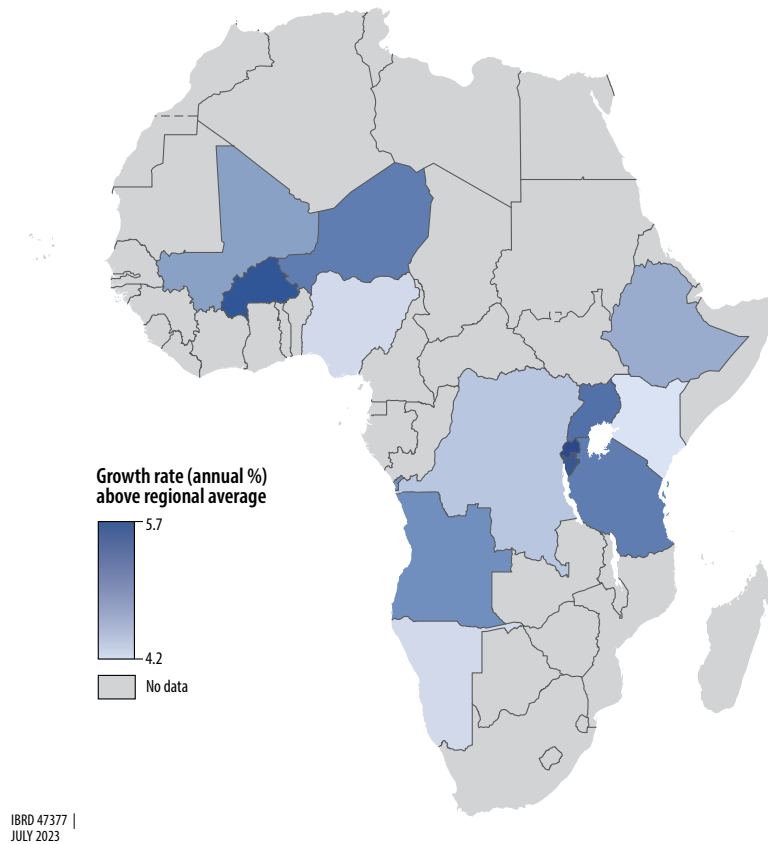 Growth rate (annual %)
above regional average
5.7
4.2
No data
IBRD 47377 |
JULY 2023